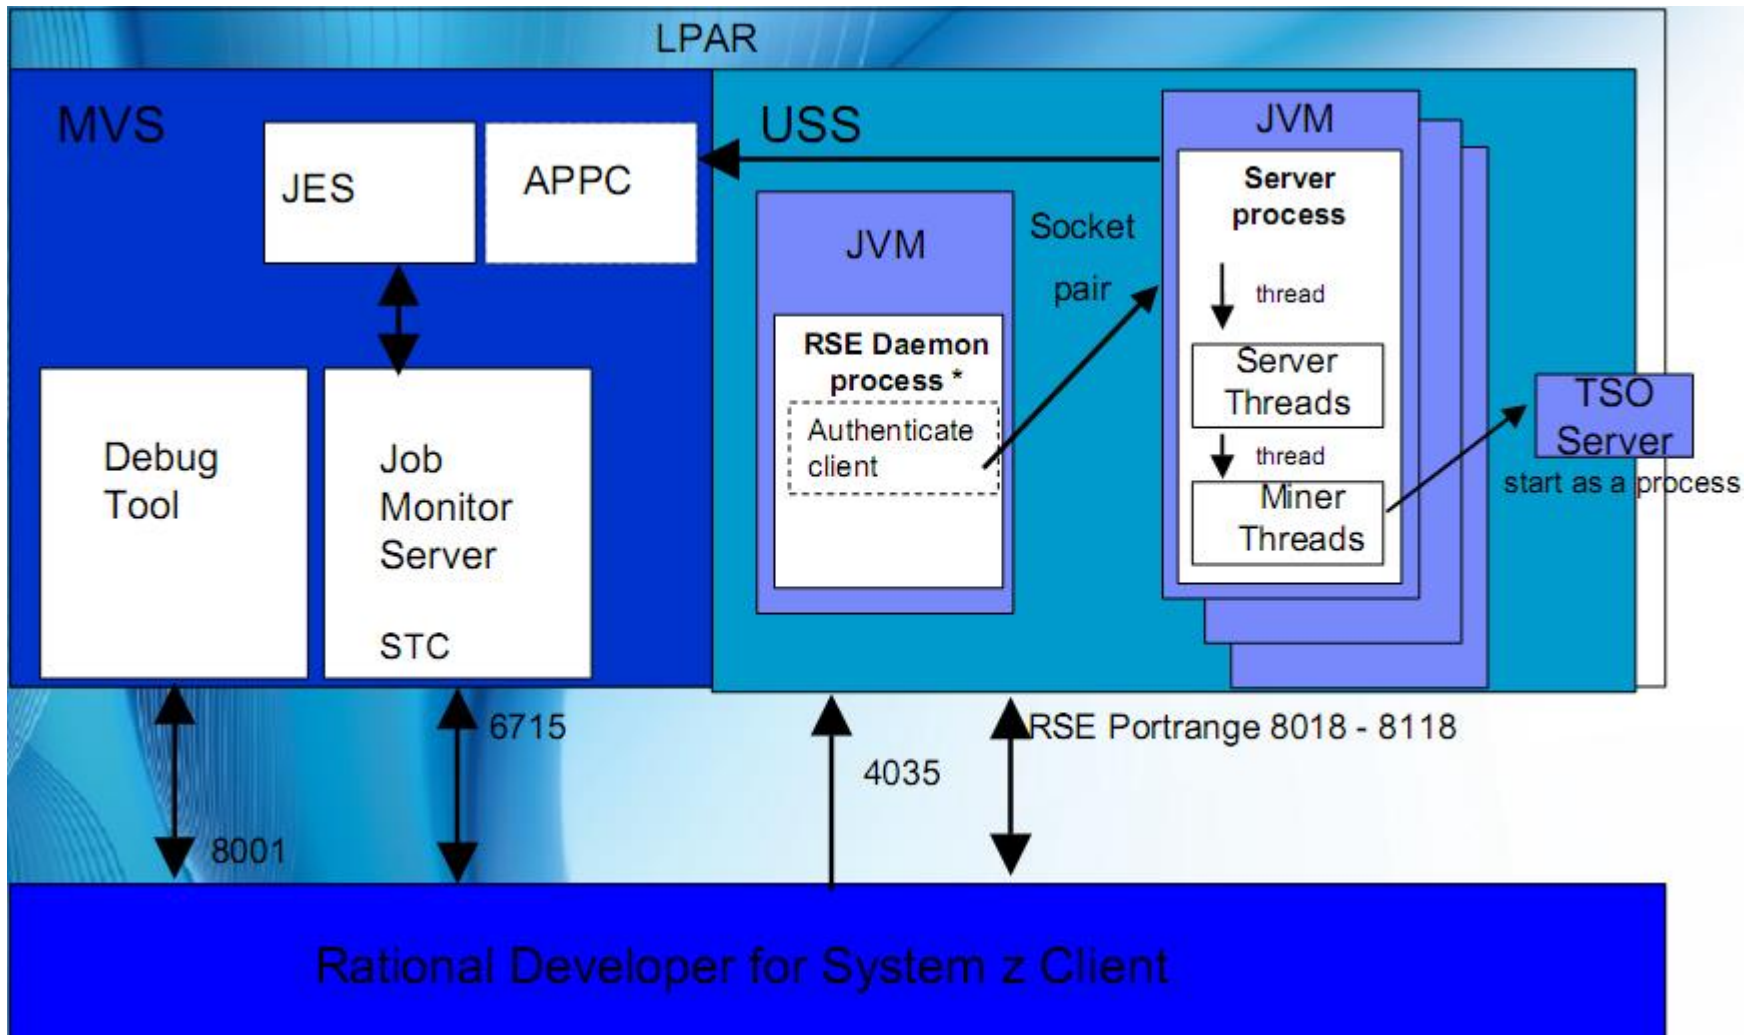 LPAR
MVS
JES
APPC
Debug
Tool
Job
Monitor
Server
STC
USS
JVM
RSE Daemon
process *
Authenticate
client
Socket
pair
JVM
Server
process
thread
Server
Threads
thread
Miner
Threads
TSO
Server
start as a process
8001
6715
4035
RSE Portrange 8018 - 8118
Rational Developer for System z Client